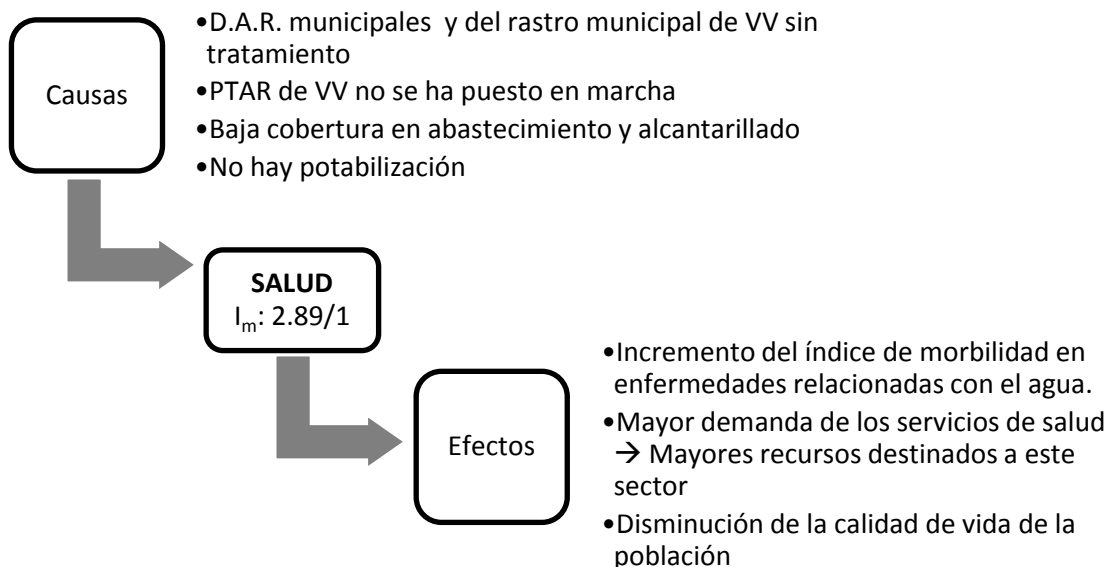 •D.A.R. municipales y del rastro municipal de VV sin
tratamiento
Causas
•PTAR de VV no se ha puesto en marcha
•Baja cobertura en abastecimiento y alcantarillado
•No hay potabilización
SALUD
Im: 2.89/1
•Incremento del índice de morbilidad en
enfermedades relacionadas con el agua.
•Mayor demanda de los servicios de salud
→ Mayores recursos destinados a este
sector
Efectos
•Disminución de la calidad de vida de la
población